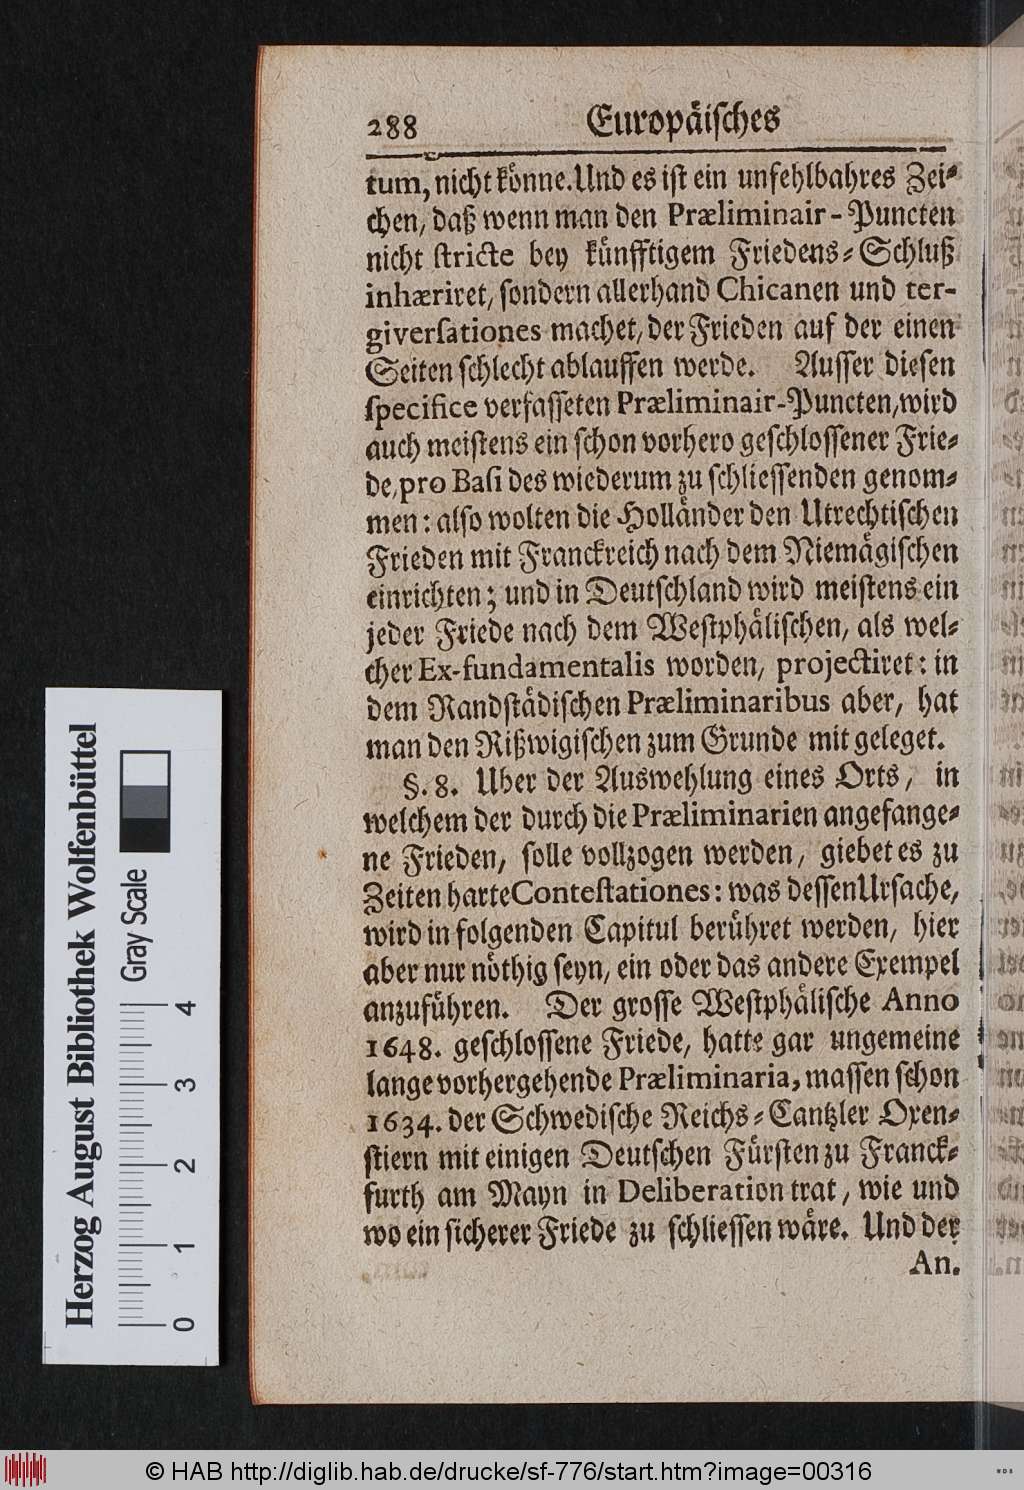 288 Europäisches
tum, nicht könne. Und es ist ein unfehlbahres Zei-
chen, daß wenn man den Præliminair-Puncten
nicht stricte bey künfftigem Friedens-Schluß
inhæriret, sondern allerhand Chicanen und ter-
giversationes machet, der Frieden auf der einen
Seiten schlecht ablauffen werde. Ausser diesen
specifice verfasseten Præliminair-Puncten, wird
auch meistens ein schon vorhero geschlossener Frie-
de, pro Basi des wiederum zu schliessenden genom-
men: also wolten die Holländer den Utrechtischen
Frieden mit Franckreich nach dem Niemägischen
einrichten; und in Deutschland wird meistens ein
jeder Friede nach dem Westphälischen, als wel-
cher Ex-fundamentalis worden, projectiret: in
dem Randstädischen Præliminaribus aber, hat
man den Rißwigischen zum Grunde mit geleget.
§. 8. Uber der Auswehlung eines Orts, in
welchem der durch die Præliminarien angefange-
ne Frieden, solle vollzogen werden, giebet es zu
Zeiten harte Contestationes: was dessen Ursache,
wird in folgenden Capitul berühret werden, hier
aber nur nöthig seyn, ein oder das andere Exempel
anzuführen. Der grosse Westphälische Anno
1648. geschlossene Friede, hatte gar ungemeine
lange vorhergehende Præliminaria, massen schon
1634. der Schwedische Reichs-Cantzler Oxen-
stiern mit einigen Deutschen Fürsten zu Franck-
furth am Mayn in Deliberation trat, wie und
wo ein sicherer Friede zu schliessen wäre. Und der
An.
Herzog August Bibliothek Wolfenbüttel
Gray Scale
0 1 2 3 4
© HAB http://diglib.hab.de/drucke/sf-776/start.htm?image=00316